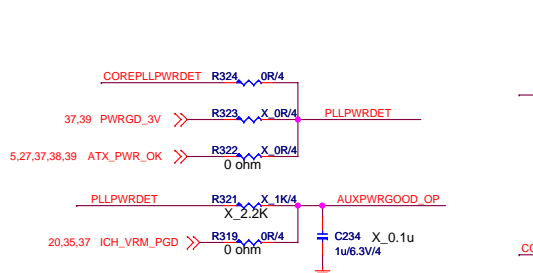 COREPLLPWRDET R324 0R/4
37,39 PWRGD_3V R323 X_0R/4 PLLPWRDET
5,27,37,38,39 ATX_PWR_OK R322 X_0R/4
0 ohm
PLLPWRDET R321 X_1K/4 AUXPWRGOOD_OP
X_2.2K
20,35,37 ICH_VRM_PGD R319 0R/4 C234 X_0.1u
0 ohm 1u/6.3V/4